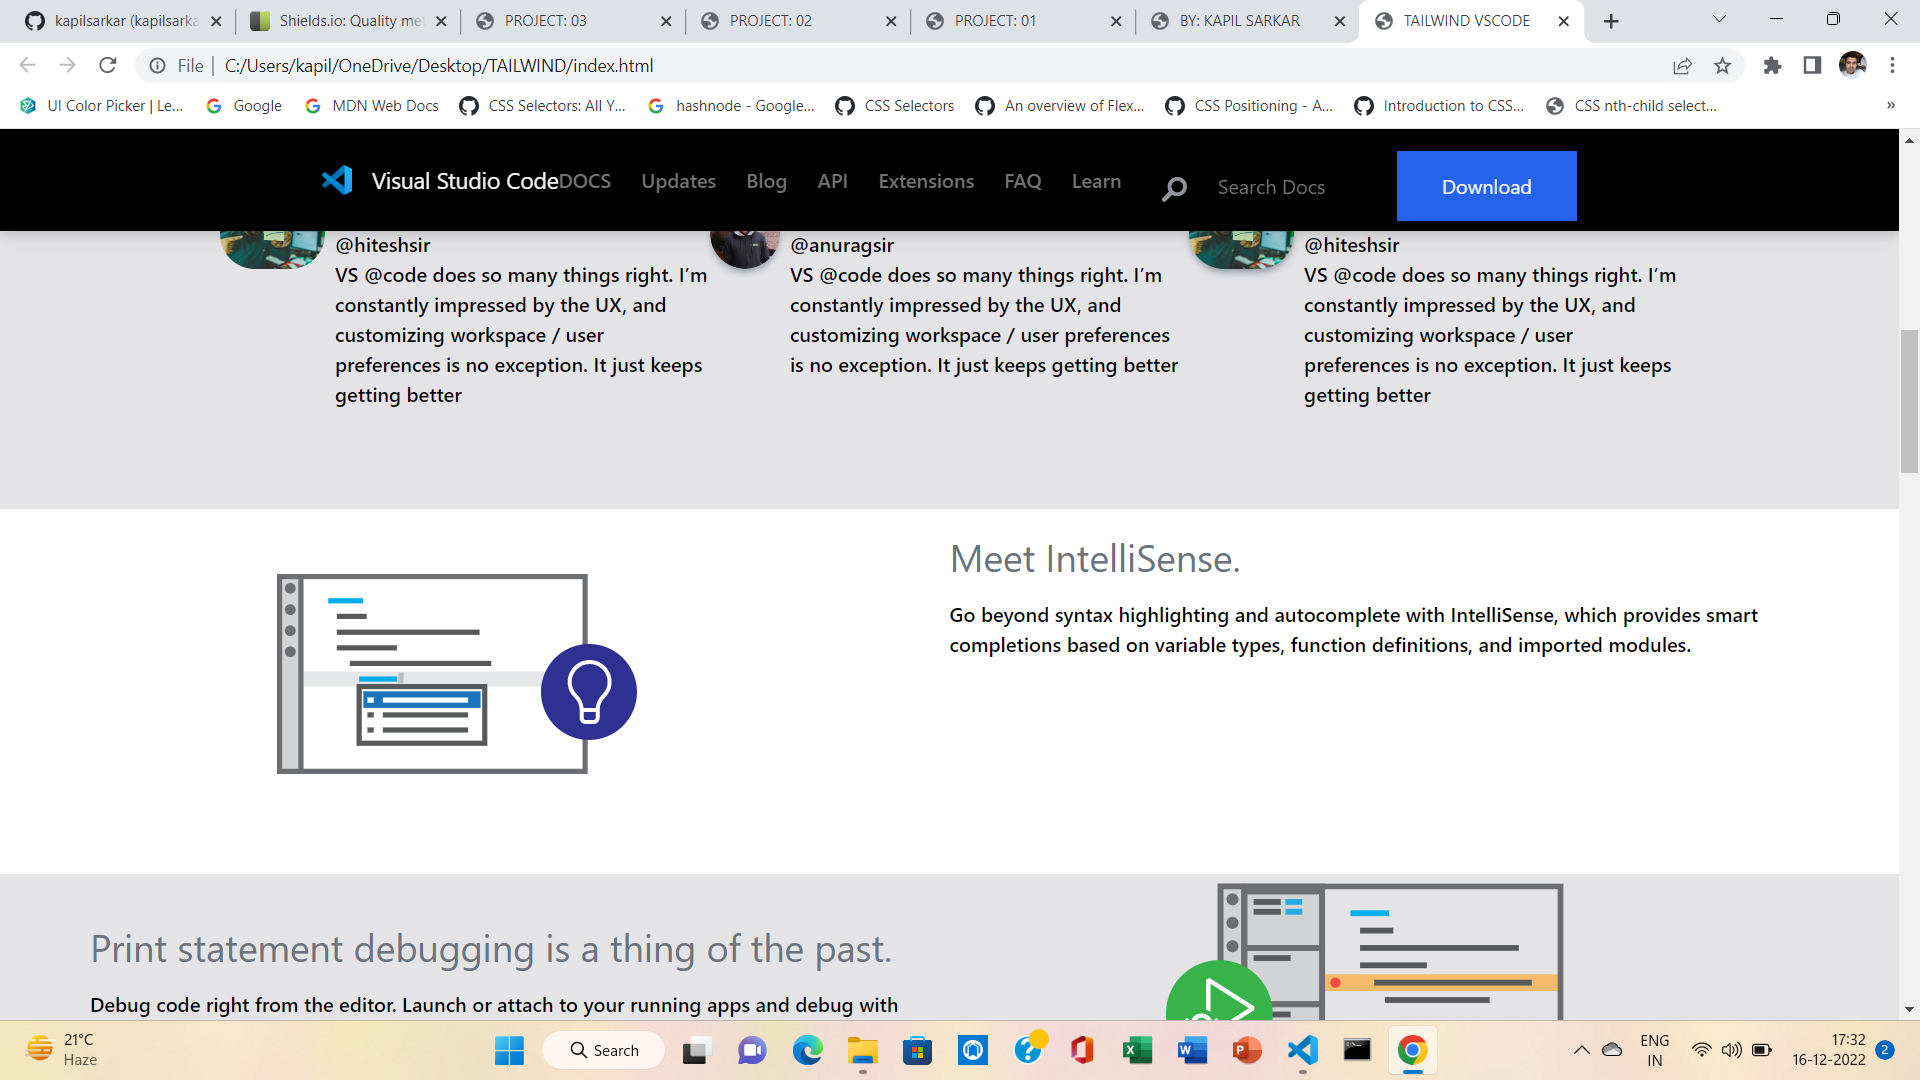 kapilsarkar (kapilsarka
Shields.io: Quality me
PROJECT: 03
PROJECT: 02
PROJECT: 01
BY: KAPIL SARKAR
TAILWIND VSCODE
File
C:/Users/kapil/OneDrive/Desktop/TAILWIND/index.html
UI Color Picker | Le...
Google
MDN Web Docs
CSS Selectors: All Y...
hashnode - Google...
CSS Selectors
An overview of Flex...
CSS Positioning - A...
Introduction to CSS...
CSS nth-child select...
»
Visual Studio Code
DOCS
Updates
Blog
API
Extensions
FAQ
Learn
Search Docs
Download
@hiteshsir
VS @code does so many things right. I’m
constantly impressed by the UX, and
customizing workspace / user
preferences is no exception. It just keeps
getting better
@anuragsir
VS @code does so many things right. I’m
constantly impressed by the UX, and
customizing workspace / user preferences
is no exception. It just keeps getting better
@hiteshsir
VS @code does so many things right. I’m
constantly impressed by the UX, and
customizing workspace / user
preferences is no exception. It just keeps
getting better
Meet IntelliSense.
Go beyond syntax highlighting and autocomplete with IntelliSense, which provides smart
completions based on variable types, function definitions, and imported modules.
Print statement debugging is a thing of the past.
Debug code right from the editor. Launch or attach to your running apps and debug with
21°C
Haze
Search
ENG
IN
17:32
16-12-2022
2